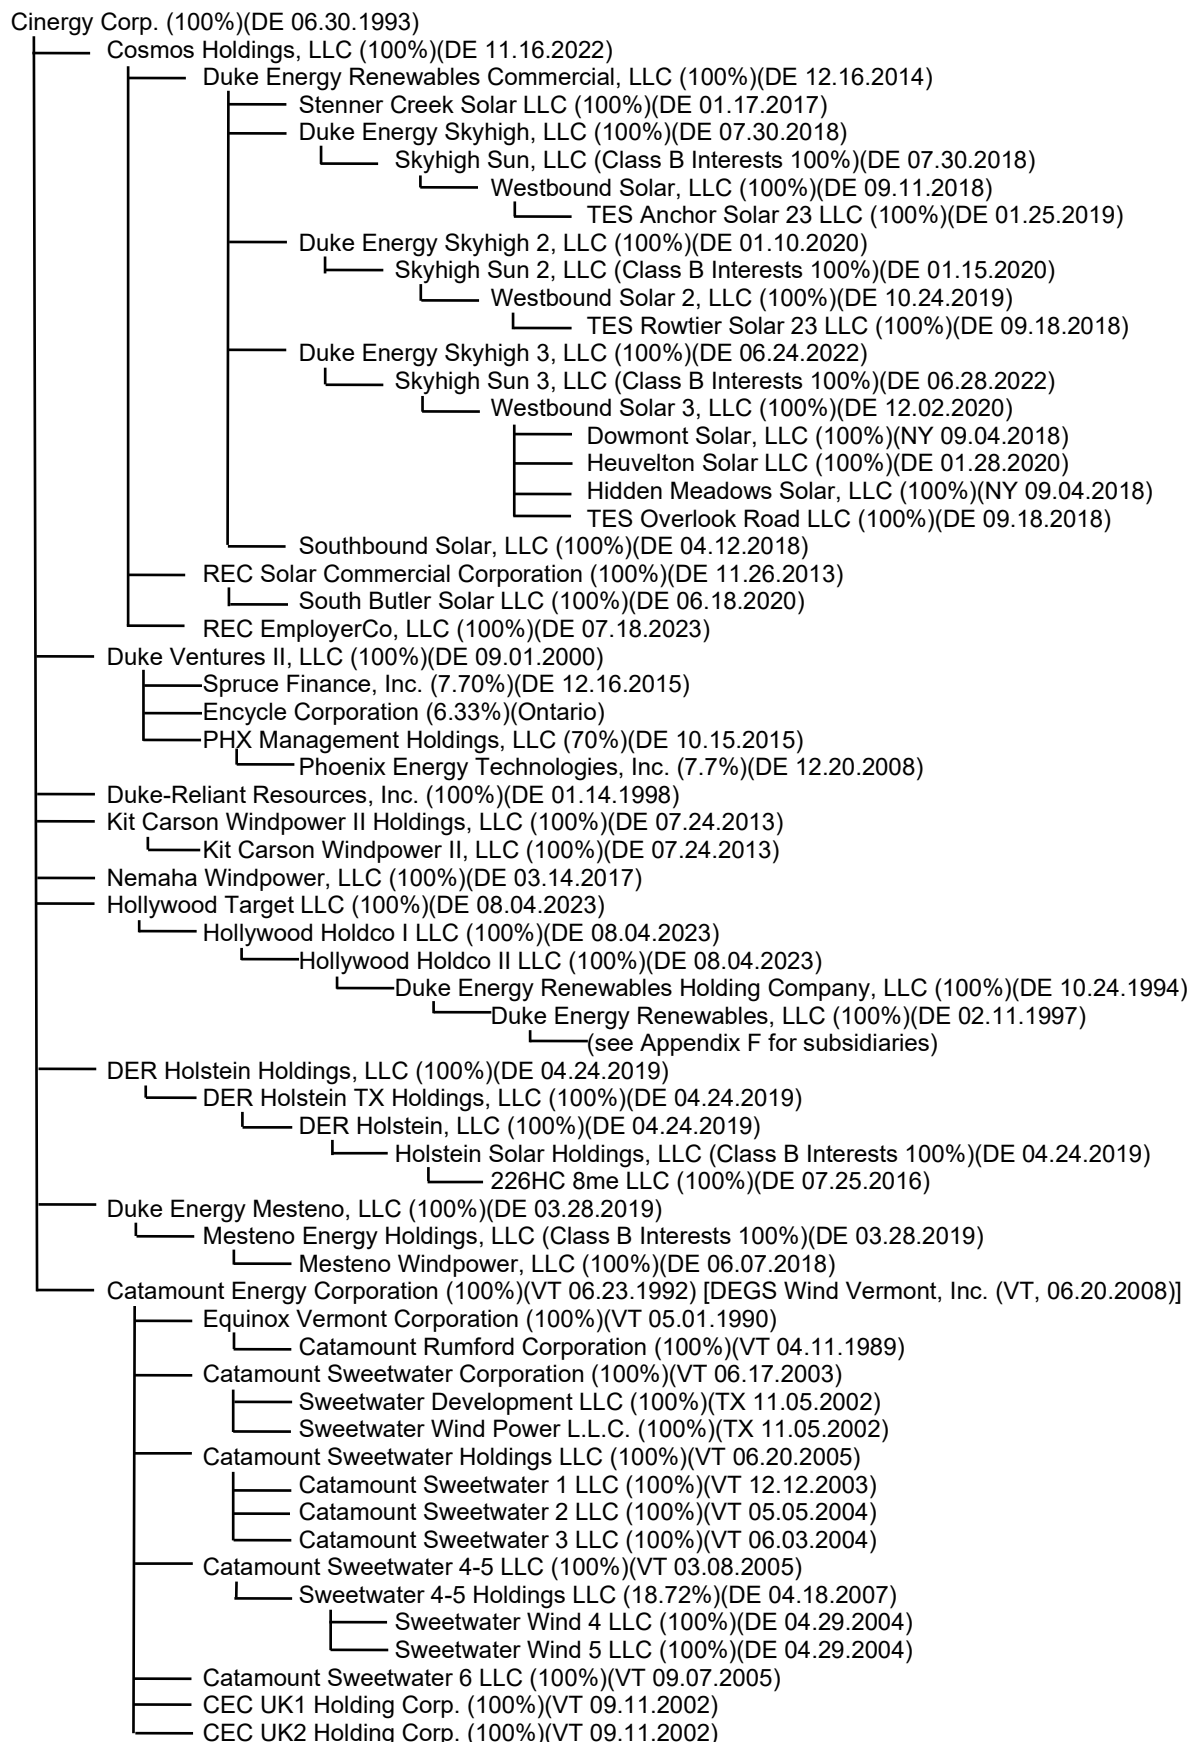 Cinergy Corp. (100%)(DE 06.30.1993)
Cosmos Holdings, LLC (100%)(DE 11.16.2022)
Duke Energy Renewables Commercial, LLC (100%)(DE 12.16.2014)
Stenner Creek Solar LLC (100%)(DE 01.17.2017)
Duke Energy Skyhigh, LLC (100%)(DE 07.30.2018)
Skyhigh Sun, LLC (Class B Interests 100%)(DE 07.30.2018)
Westbound Solar, LLC (100%)(DE 09.11.2018)
TES Anchor Solar 23 LLC (100%)(DE 01.25.2019)
Duke Energy Skyhigh 2, LLC (100%)(DE 01.10.2020)
Skyhigh Sun 2, LLC (Class B Interests 100%)(DE 01.15.2020)
Westbound Solar 2, LLC (100%)(DE 10.24.2019)
TES Rowtier Solar 23 LLC (100%)(DE 09.18.2018)
Duke Energy Skyhigh 3, LLC (100%)(DE 06.24.2022)
Skyhigh Sun 3, LLC (Class B Interests 100%)(DE 06.28.2022)
Westbound Solar 3, LLC (100%)(DE 12.02.2020)
Dowmont Solar, LLC (100%)(NY 09.04.2018)
Heuvelton Solar LLC (100%)(DE 01.28.2020)
Hidden Meadows Solar, LLC (100%)(NY 09.04.2018)
TES Overlook Road LLC (100%)(DE 09.18.2018)
Southbound Solar, LLC (100%)(DE 04.12.2018)
REC Solar Commercial Corporation (100%)(DE 11.26.2013)
South Butler Solar LLC (100%)(DE 06.18.2020)
REC EmployerCo, LLC (100%)(DE 07.18.2023)
Duke Ventures II, LLC (100%)(DE 09.01.2000)
Spruce Finance, Inc. (7.70%)(DE 12.16.2015)
Encycle Corporation (6.33%)(Ontario)
PHX Management Holdings, LLC (70%)(DE 10.15.2015)
Phoenix Energy Technologies, Inc. (7.7%)(DE 12.20.2008)
Duke-Reliant Resources, Inc. (100%)(DE 01.14.1998)
Kit Carson Windpower II Holdings, LLC (100%)(DE 07.24.2013)
Kit Carson Windpower II, LLC (100%)(DE 07.24.2013)
Nemaha Windpower, LLC (100%)(DE 03.14.2017)
Hollywood Target LLC (100%)(DE 08.04.2023)
Hollywood Holdco I LLC (100%)(DE 08.04.2023)
Hollywood Holdco II LLC (100%)(DE 08.04.2023)
Duke Energy Renewables Holding Company, LLC (100%)(DE 10.24.1994)
Duke Energy Renewables, LLC (100%)(DE 02.11.1997)
(see Appendix F for subsidiaries)
DER Holstein Holdings, LLC (100%)(DE 04.24.2019)
DER Holstein TX Holdings, LLC (100%)(DE 04.24.2019)
DER Holstein, LLC (100%)(DE 04.24.2019)
Holstein Solar Holdings, LLC (Class B Interests 100%)(DE 04.24.2019)
226HC 8me LLC (100%)(DE 07.25.2016)
Duke Energy Mesteno, LLC (100%)(DE 03.28.2019)
Mesteno Energy Holdings, LLC (Class B Interests 100%)(DE 03.28.2019)
Mesteno Windpower, LLC (100%)(DE 06.07.2018)
Catamount Energy Corporation (100%)(VT 06.23.1992) [DEGS Wind Vermont, Inc. (VT, 06.20.2008)]
Equinox Vermont Corporation (100%)(VT 05.01.1990)
Catamount Rumford Corporation (100%)(VT 04.11.1989)
Catamount Sweetwater Corporation (100%)(VT 06.17.2003)
Sweetwater Development LLC (100%)(TX 11.05.2002)
Sweetwater Wind Power L.L.C. (100%)(TX 11.05.2002)
Catamount Sweetwater Holdings LLC (100%)(VT 06.20.2005)
Catamount Sweetwater 1 LLC (100%)(VT 12.12.2003)
Catamount Sweetwater 2 LLC (100%)(VT 05.05.2004)
Catamount Sweetwater 3 LLC (100%)(VT 06.03.2004)
Catamount Sweetwater 4-5 LLC (100%)(VT 03.08.2005)
Sweetwater 4-5 Holdings LLC (18.72%)(DE 04.18.2007)
Sweetwater Wind 4 LLC (100%)(DE 04.29.2004)
Sweetwater Wind 5 LLC (100%)(DE 04.29.2004)
Catamount Sweetwater 6 LLC (100%)(VT 09.07.2005)
CEC UK1 Holding Corp. (100%)(VT 09.11.2002)
CEC UK2 Holding Corp. (100%)(VT 09.11.2002)